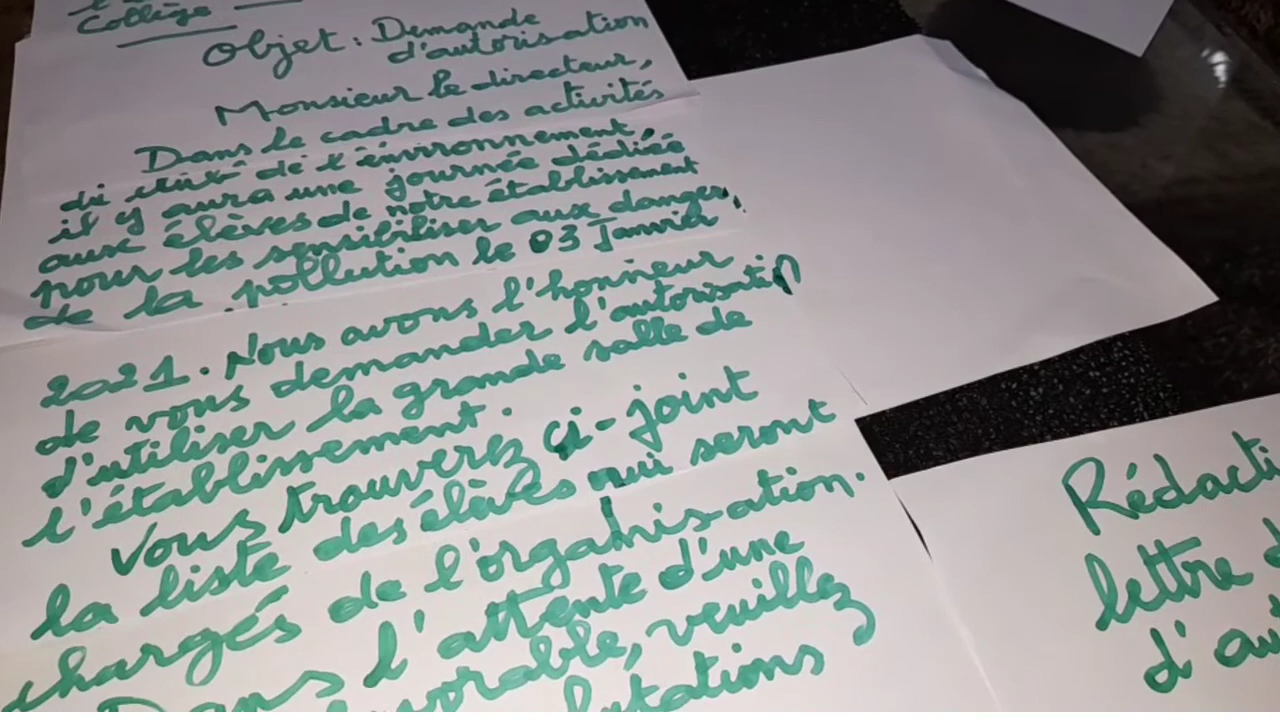 Collège
Objet : Demande
d'autorisation
Monsieur le directeur,
Dans le cadre des activités
du club de l'énvironnement,
il y aura une journée dédiée
aux élèves de notre établissement
pour les sensibiliser aux danger,
de la pollution le 03 Janvier
2021. Nous avons l'honneur
de vous demander l'autorisation
d'utiliser la grande salle de
l'établissement.
Vous trouverez ci-joint
la liste des élèves qui seront
chargés de l'organisation.
Dans l'attente d'une
veuillez
Rédacti
lettre d
d'au